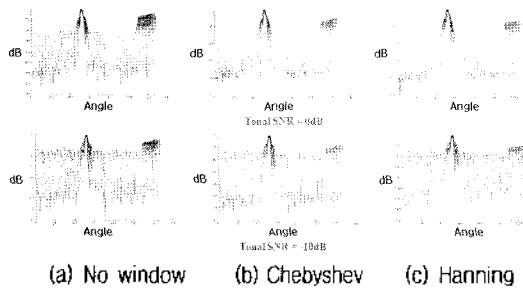 dB dB dB
Angle Angle Angle
Tonal SNR = 0dB
dB dB dB
Angle Angle Angle
Tonal SNR = -10dB
(a) No window (b) Chebyshev (c) Hanning